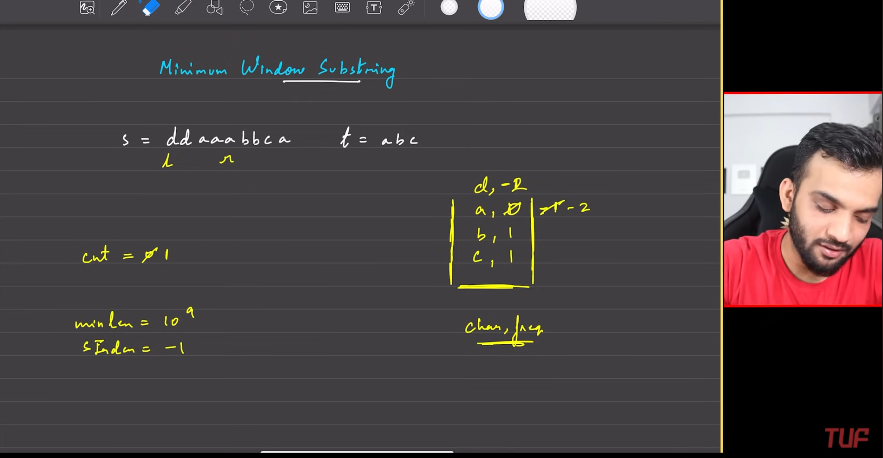 Minimum Window Substring
s = ddaaabbca t = abc
l r
d, -2
a, 0 -1 -2
b, 1
c, 1
cnt = 0 1
minlen = 10^9
sIndex = -1
char, freq
TUF